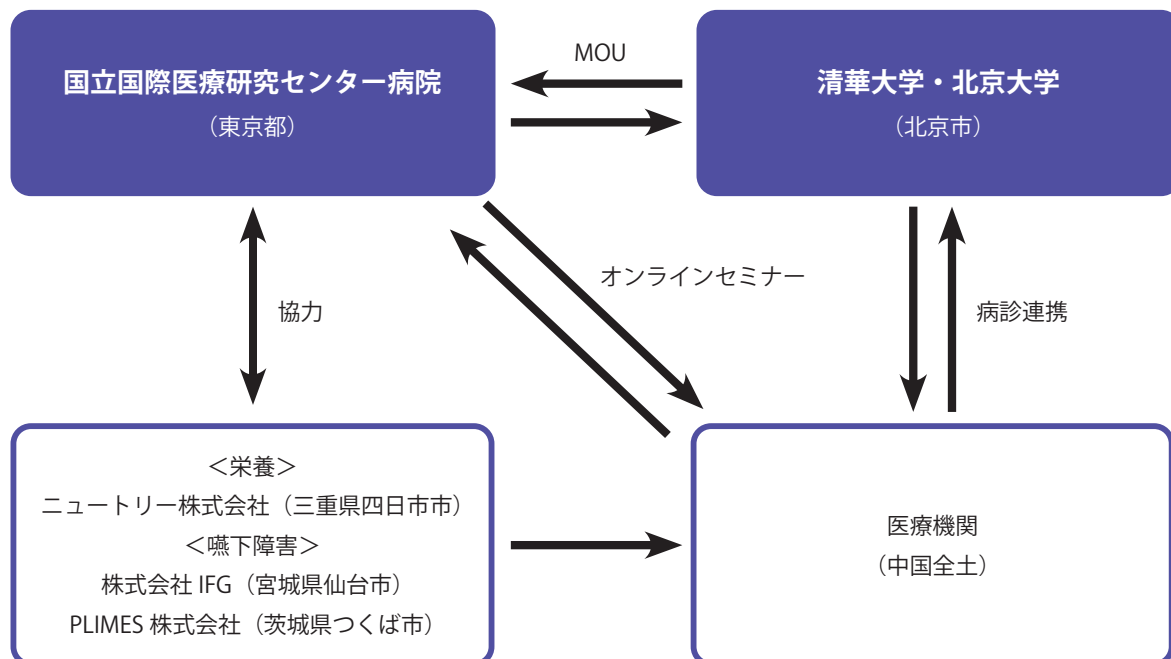 国立国際医療研究センター病院
（東京都）
MOU
清華大学・北京大学
（北京市）
オンラインセミナー
協力
病診連携
＜栄養＞
ニュートリー株式会社（三重県四日市市）
＜嚥下障害＞
株式会社 IFG（宮城県仙台市）
PLIMES 株式会社（茨城県つくば市）
医療機関
（中国全土）